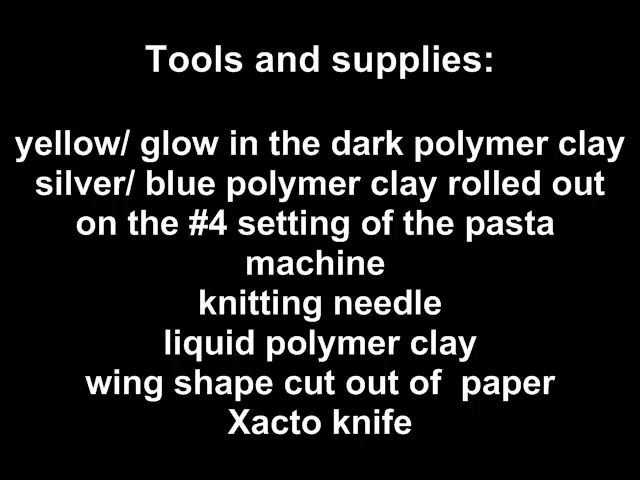 Tools and supplies:
yellow/ glow in the dark polymer clay
silver/ blue polymer clay rolled out
on the #4 setting of the pasta
machine
knitting needle
liquid polymer clay
wing shape cut out of  paper
Xacto knife